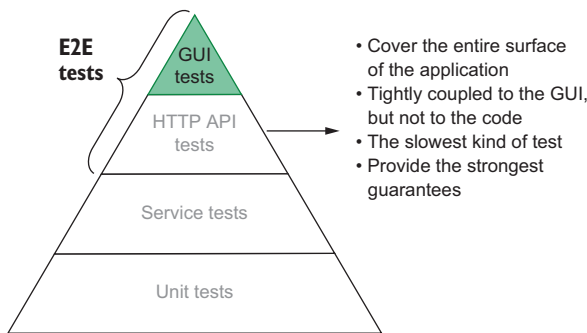 E2E
tests
GUI
tests
HTTP API
tests
Service tests
Unit tests
• Cover the entire surface
of the application
• Tightly coupled to the GUI,
but not to the code
• The slowest kind of test
• Provide the strongest
guarantees